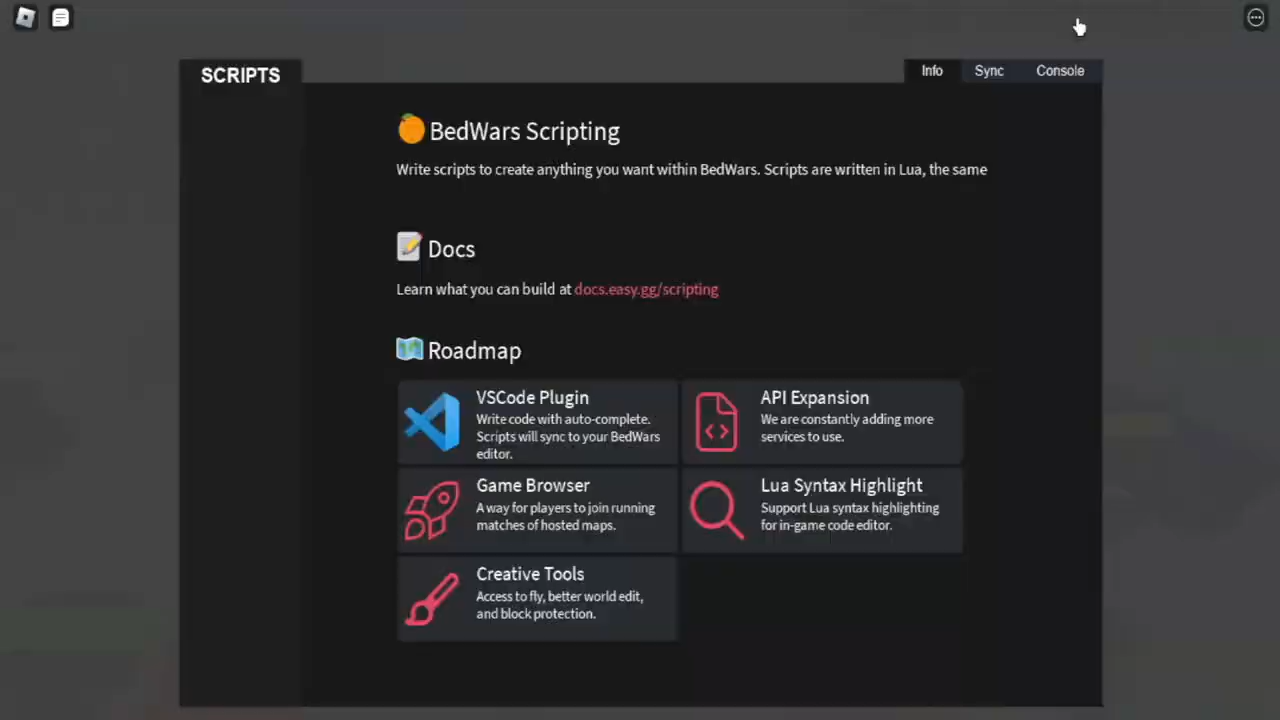 SCRIPTS
Info
Sync
Console
BedWars Scripting
Write scripts to create anything you want within BedWars. Scripts are written in Lua, the same
Docs
Learn what you can build at docs.easy.gg/scripting
Roadmap
VSCode Plugin
Write code with auto-complete.
Scripts will sync to your BedWars
editor.
API Expansion
We are constantly adding more
services to use.
Game Browser
A way for players to join running
matches of hosted maps.
Lua Syntax Highlight
Support Lua syntax highlighting
for in-game code editor.
Creative Tools
Access to fly, better world edit,
and block protection.